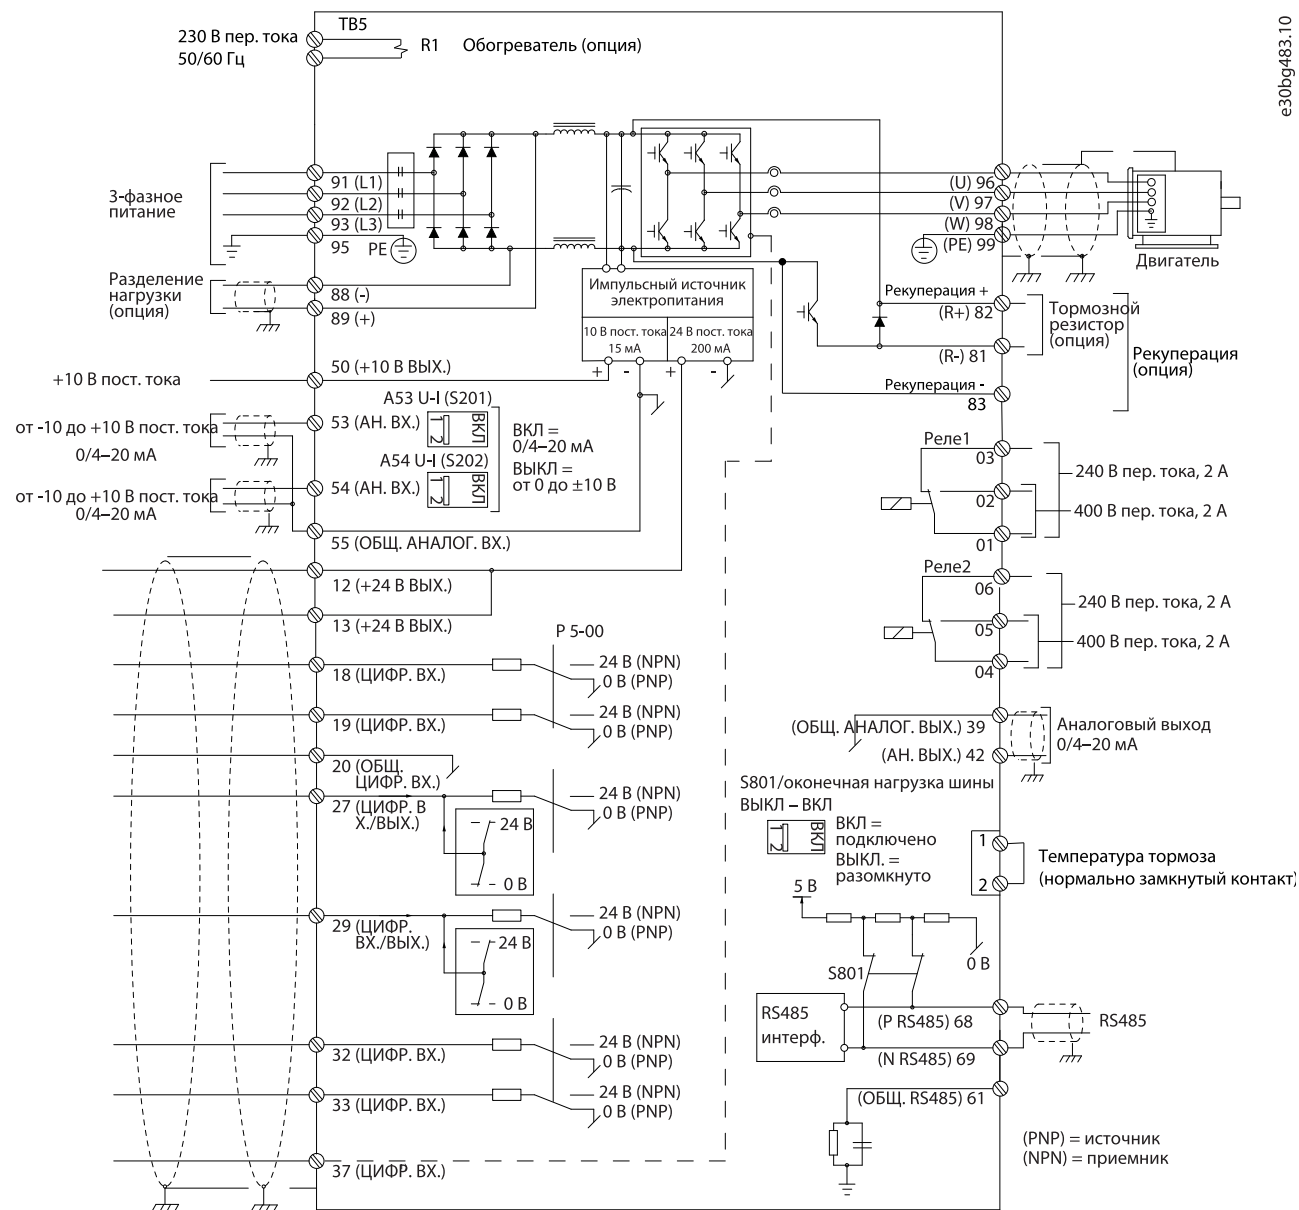 e30bg483.10
230 В пер. тока
50/60 Гц
TB5
R1
Обогреватель (опция)
3-фазное
питание
91 (L1)
92 (L2)
93 (L3)
95
PE
Разделение
нагрузки
(опция)
88 (-)
89 (+)
Импульсный источник
электропитания
10 В пост. тока
15 мА
24 В пост. тока
200 мА
+ - + -
(U) 96
(V) 97
(W) 98
(PE) 99
Двигатель
Рекуперация +
(R+) 82
(R-) 81
Рекуперация -
83
Тормозной
резистор
(опция)
Рекуперация
(опция)
+10 В пост. тока
50 (+10 В ВЫХ.)
от -10 до +10 В пост. тока
0/4–20 мА
53 (АН. ВХ.)
A53 U-I (S201)
1 2
ВКЛ
ВКЛ =
0/4–20 мА
ВЫКЛ =
от 0 до ±10 В
A54 U-I (S202)
1 2
ВКЛ
от -10 до +10 В пост. тока
0/4–20 мА
54 (АН. ВХ.)
55 (ОБЩ. АНАЛОГ. ВХ.)
12 (+24 В ВЫХ.)
13 (+24 В ВЫХ.)
P 5-00
18 (ЦИФР. ВХ.)
24 В (NPN)
0 В (PNP)
19 (ЦИФР. ВХ.)
24 В (NPN)
0 В (PNP)
20 (ОБЩ.
ЦИФР. ВХ.)
27 (ЦИФР. В
Х./ВЫХ.)
24 В
0 В
24 В (NPN)
0 В (PNP)
29 (ЦИФР.
ВХ./ВЫХ.)
24 В
0 В
24 В (NPN)
0 В (PNP)
32 (ЦИФР. ВХ.)
24 В (NPN)
0 В (PNP)
33 (ЦИФР. ВХ.)
24 В (NPN)
0 В (PNP)
37 (ЦИФР. ВХ.)
Реле1
03
02
01
240 В пер. тока, 2 А
400 В пер. тока, 2 А
Реле2
06
05
04
240 В пер. тока, 2 А
400 В пер. тока, 2 А
(ОБЩ. АНАЛОГ. ВЫХ.) 39
(АН. ВЫХ.) 42
Аналоговый выход
0/4–20 мА
S801/оконечная нагрузка шины
ВЫКЛ – ВКЛ
1 2
ВКЛ
ВКЛ =
подключено
ВЫКЛ. =
разомкнуто
1
2
Температура тормоза
(нормально замкнутый контакт)
5 В
0 В
S801
RS485
интерф.
(P RS485) 68
(N RS485) 69
RS485
(ОБЩ. RS485) 61
(PNP) = источник
(NPN) = приемник